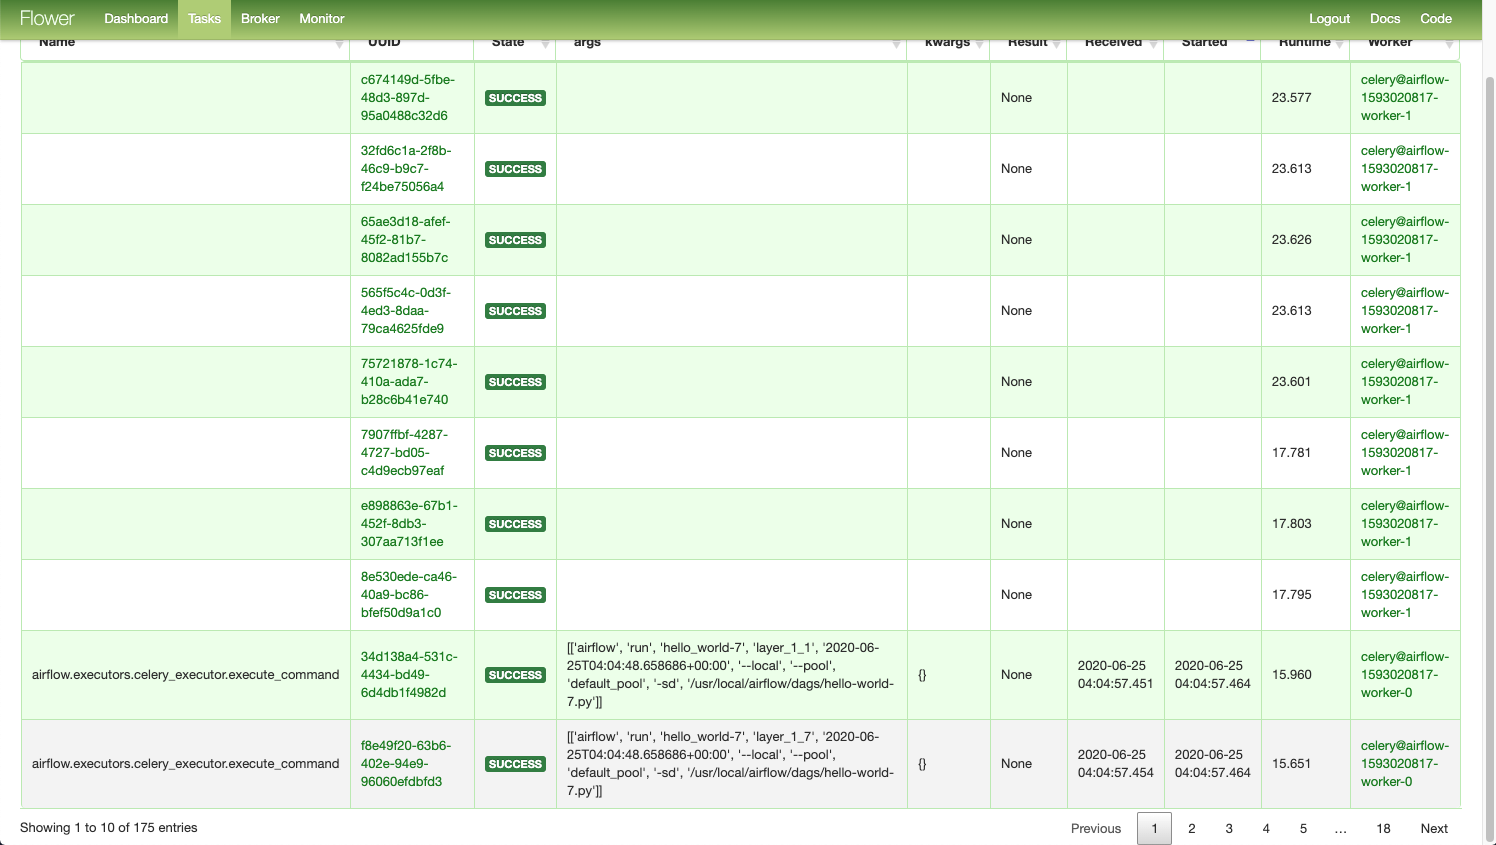 Flower Dashboard Tasks Broker Monitor Logout Docs Code
Name UUID State args kwargs Result Received Started Runtime Worker
c674149d-5fbe-
48d3-897d-
95a0488c32d6
SUCCESS
None
23.577
celery@airflow-
1593020817-
worker-1
32fd6c1a-2f8b-
46c9-b9c7-
f24be75056a4
SUCCESS
None
23.613
celery@airflow-
1593020817-
worker-1
65ae3d18-afef-
45f2-81b7-
8082ad155b7c
SUCCESS
None
23.626
celery@airflow-
1593020817-
worker-1
565f5c4c-0d3f-
4ed3-8daa-
79ca4625fde9
SUCCESS
None
23.613
celery@airflow-
1593020817-
worker-1
75721878-1c74-
410a-ada7-
b28c6b41e740
SUCCESS
None
23.601
celery@airflow-
1593020817-
worker-1
7907ffbf-4287-
4727-bd05-
c4d9ecb97eaf
SUCCESS
None
17.781
celery@airflow-
1593020817-
worker-1
e898863e-67b1-
452f-8db3-
307aa713f1ee
SUCCESS
None
17.803
celery@airflow-
1593020817-
worker-1
8e530ede-ca46-
40a9-bc86-
bfef50d9a1c0
SUCCESS
None
17.795
celery@airflow-
1593020817-
worker-1
airflow.executors.celery_executor.execute_command
34d138a4-531c-
4434-bd49-
6d4db1f4982d
SUCCESS
[['airflow', 'run', 'hello_world-7', 'layer_1_1', '2020-06-
25T04:04:48.658686+00:00', '--local', '--pool',
'default_pool', '-sd', '/usr/local/airflow/dags/hello-world-
7.py']]
{}
None
2020-06-25
04:04:57.451
2020-06-25
04:04:57.464
15.960
celery@airflow-
1593020817-
worker-0
airflow.executors.celery_executor.execute_command
f8e49f20-63b6-
402e-94e9-
96060efdbfd3
SUCCESS
[['airflow', 'run', 'hello_world-7', 'layer_1_7', '2020-06-
25T04:04:48.658686+00:00', '--local', '--pool',
'default_pool', '-sd', '/usr/local/airflow/dags/hello-world-
7.py']]
{}
None
2020-06-25
04:04:57.454
2020-06-25
04:04:57.464
15.651
celery@airflow-
1593020817-
worker-0
Showing 1 to 10 of 175 entries
Previous 1 2 3 4 5 … 18 Next